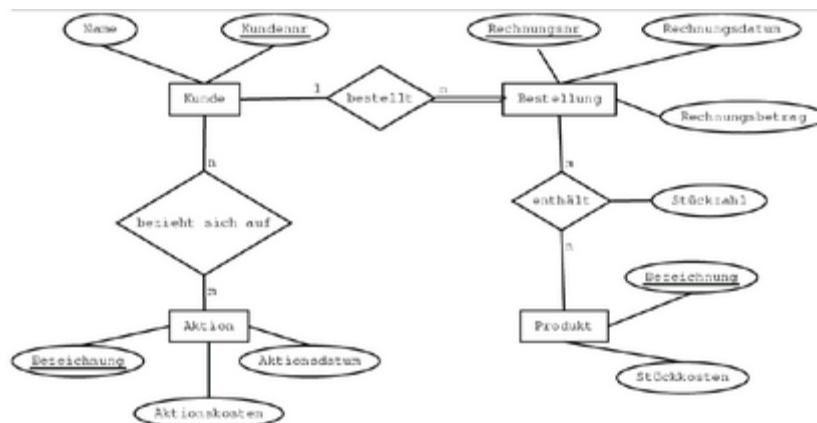 Name
Kundennr
Rechnungsnr
Rechnungsdatum
Kunde
1
bestellt
n
Bestellung
Rechnungsbetrag
n
m
bezieht sich auf
enthält
Stückzahl
n
m
Bezeichnung
Aktion
Produkt
Bezeichnung
Aktionsdatum
Stückkosten
Aktionskosten